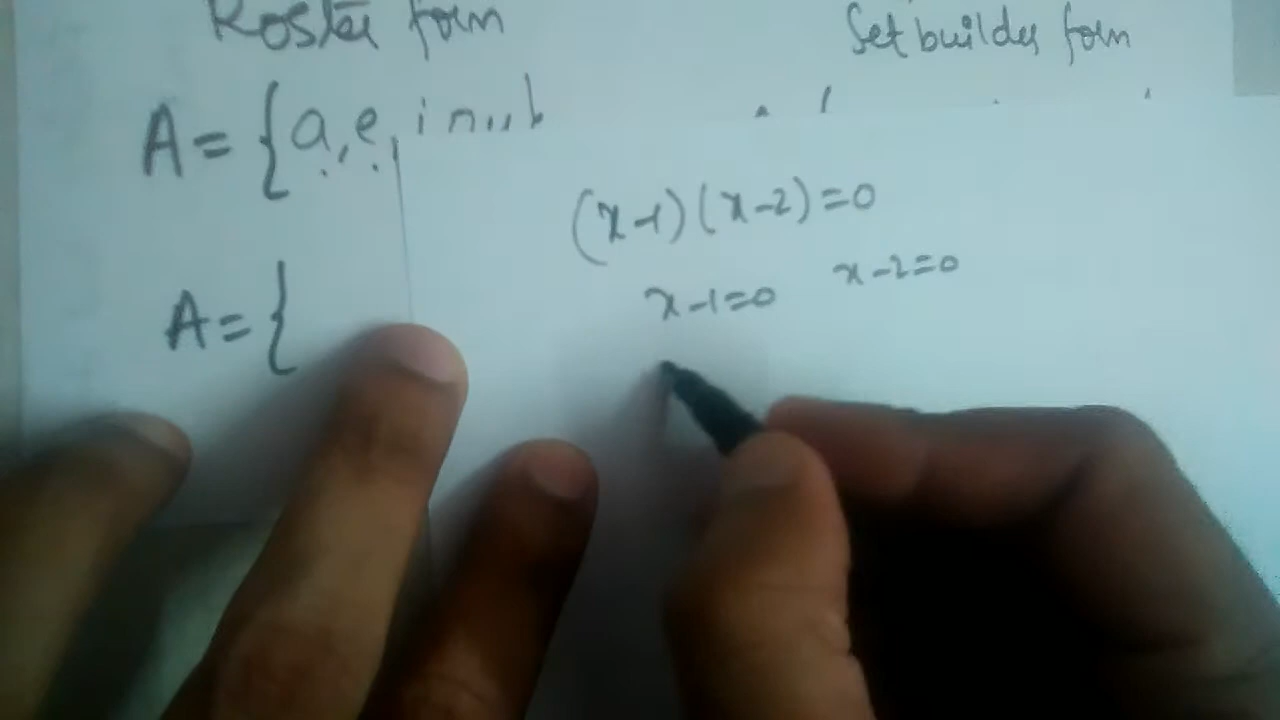 Roster form
Set builder form
A = { a, e, i
(x-1)(x-2)=0
x-1=0 x-2=0
A = {